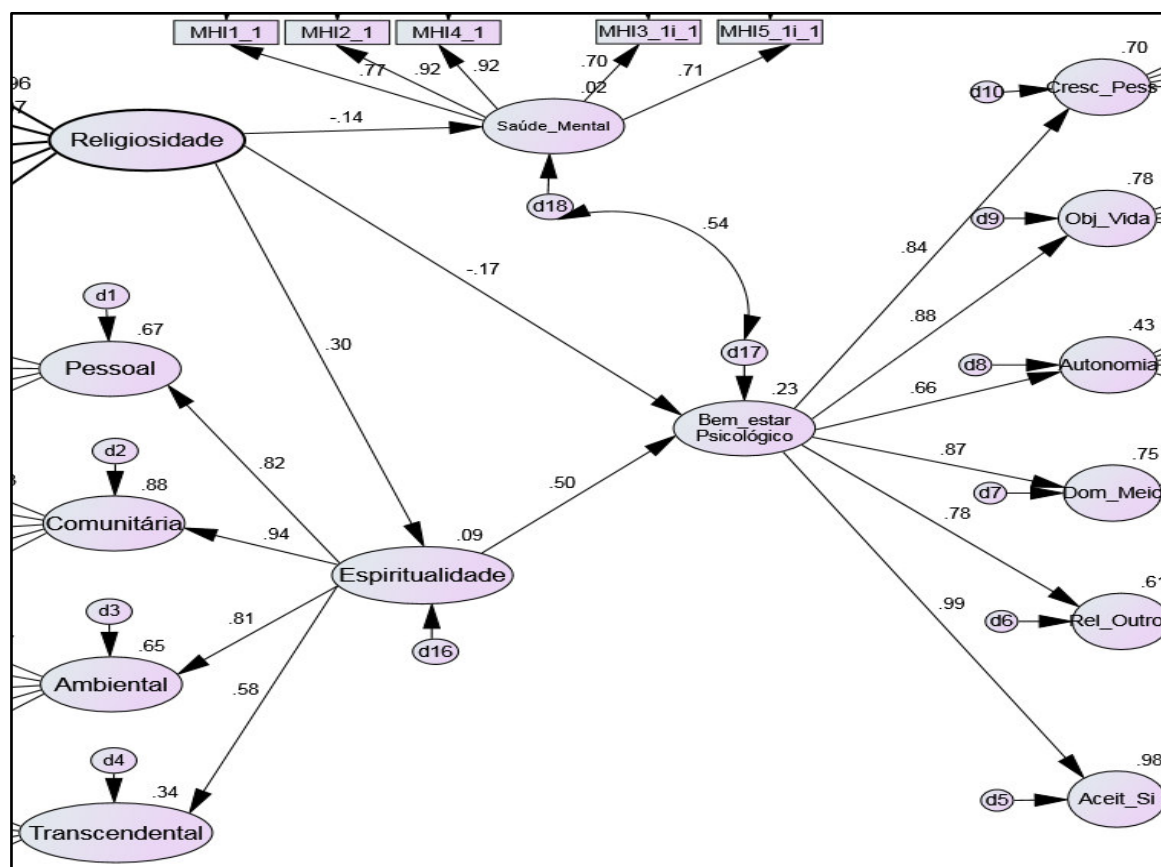 MHI1_1 MHI2_1 MHI4_1 MHI3_1i_1 MHI5_1i_1
.77 .92 .92 .70 .71
.02
Saúde_Mental
Religiosidade
-.14
d18
.54
-.17
.30
d1
.67
Pessoal
.82
d2
.88
Comunitária
.94
d3
.65
Ambiental
.81
d4
.34
Transcendental
.58
.09
Espiritualidade
d16
.50
d17
.23
Bem_estar
Psicológico
.70
d10
Cresc_Pess
.84
.78
d9
Obj_Vida
.88
.43
d8
Autonomia
.66
.75
d7
Dom_Meio
.87
.61
d6
Rel_Outro
.78
.98
d5
Aceit_Si
.99